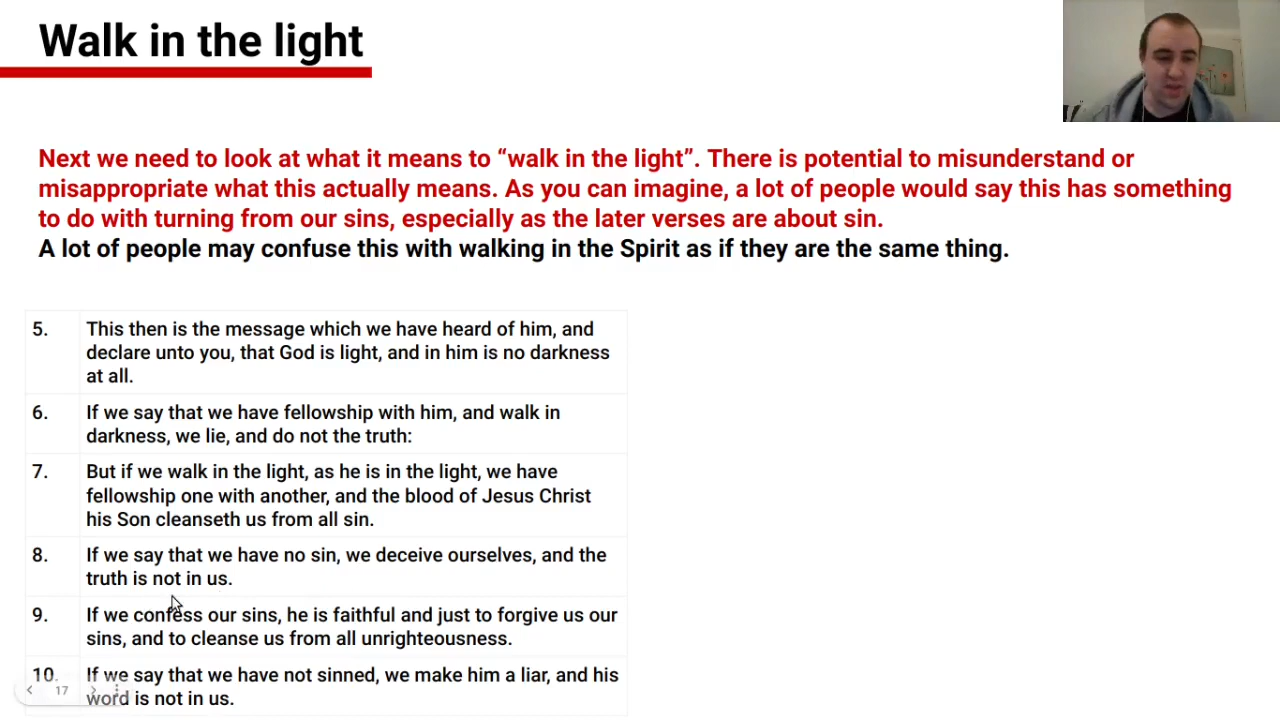 Walk in the light
Next we need to look at what it means to “walk in the light”. There is potential to misunderstand or
misappropriate what this actually means. As you can imagine, a lot of people would say this has something
to do with turning from our sins, especially as the later verses are about sin.
A lot of people may confuse this with walking in the Spirit as if they are the same thing.
5. This then is the message which we have heard of him, and
declare unto you, that God is light, and in him is no darkness
at all.
6. If we say that we have fellowship with him, and walk in
darkness, we lie, and do not the truth:
7. But if we walk in the light, as he is in the light, we have
fellowship one with another, and the blood of Jesus Christ
his Son cleanseth us from all sin.
8. If we say that we have no sin, we deceive ourselves, and the
truth is not in us.
9. If we confess our sins, he is faithful and just to forgive us our
sins, and to cleanse us from all unrighteousness.
10. If we say that we have not sinned, we make him a liar, and his
17 word is not in us.